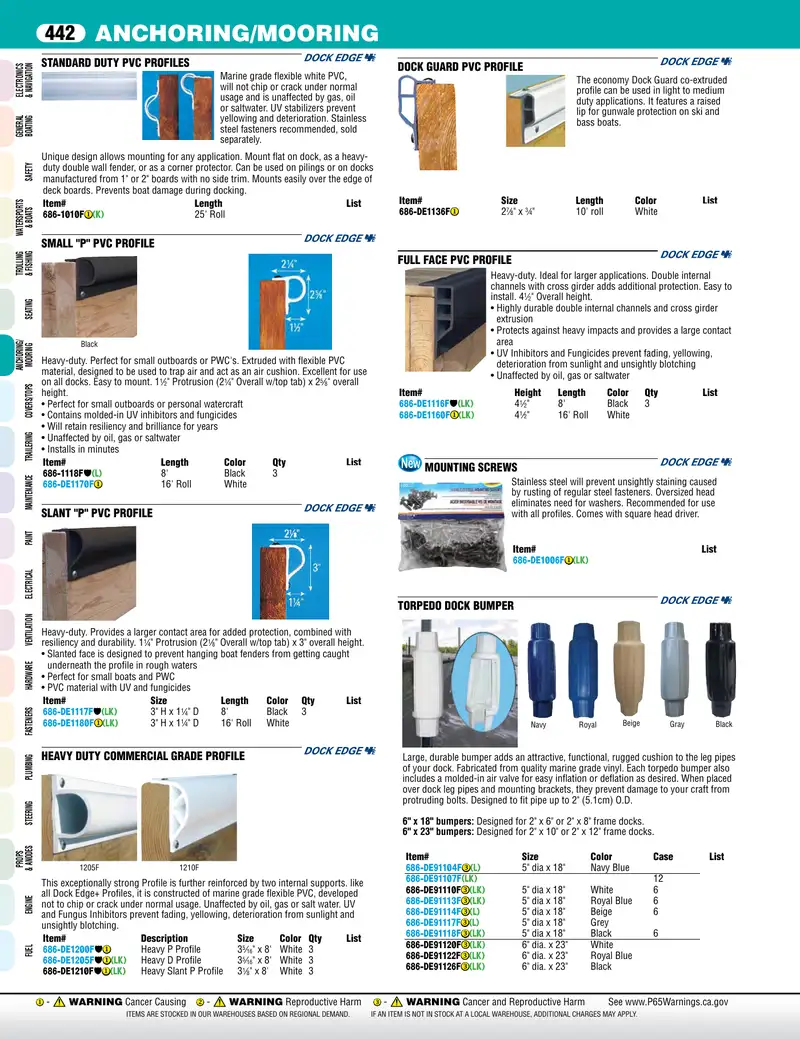 442 ANCHORING/MOORING
ELECTRONICS
& NAVIGATION
GENERAL
BOATING
SAFETY
WATERSPORTS
& BOATS
TROLLING
& FISHING
SEATING
ANCHORING/
MOORING
COVERS/TOPS
TRAILERING
MAINTENANCE
PAINT
ELECTRICAL
VENTILATION
HARDWARE
FASTENERS
PLUMBING
STEERING
PROPS
& ANODES
ENGINE
FUEL
STANDARD DUTY PVC PROFILES
DOCK EDGE
Marine grade flexible white PVC,
will not chip or crack under normal
usage and is unaffected by gas, oil
or saltwater. UV stabilizers prevent
yellowing and deterioration. Stainless
steel fasteners recommended, sold
separately.
Unique design allows mounting for any application. Mount flat on dock, as a heavy-
duty double wall fender, or as a corner protector. Can be used on pilings or on docks
manufactured from 1" or 2" boards with no side trim. Mounts easily over the edge of
deck boards. Prevents boat damage during docking.
Item# Length List
686-1010F 1 (K) 25' Roll
SMALL "P" PVC PROFILE
DOCK EDGE
2¼"
2⅝"
1½"
Black
Heavy-duty. Perfect for small outboards or PWC's. Extruded with flexible PVC
material, designed to be used to trap air and act as an air cushion. Excellent for use
on all docks. Easy to mount. 1½" Protrusion (2¼" Overall w/top tab) x 2⅝" overall
height.
• Perfect for small outboards or personal watercraft
• Contains molded-in UV inhibitors and fungicides
• Will retain resiliency and brilliance for years
• Unaffected by oil, gas or saltwater
• Installs in minutes
Item# Length Color Qty List
686-1118F (L) 8' Black 3
686-DE1170F 1 16' Roll White
SLANT "P" PVC PROFILE
DOCK EDGE
2⅛"
3"
1¼"
Heavy-duty. Provides a larger contact area for added protection, combined with
resiliency and durability. 1¼" Protrusion (2⅛" Overall w/top tab) x 3" overall height.
• Slanted face is designed to prevent hanging boat fenders from getting caught
underneath the profile in rough waters
• Perfect for small boats and PWC
• PVC material with UV and fungicides
Item# Size Length Color Qty List
686-DE1117F (LK) 3" H x 1¼" D 8' Black 3
686-DE1180F 1 (LK) 3" H x 1¼" D 16' Roll White
HEAVY DUTY COMMERCIAL GRADE PROFILE
DOCK EDGE
1205F 1210F
This exceptionally strong Profile is further reinforced by two internal supports. like
all Dock Edge+ Profiles, it is constructed of marine grade flexible PVC, developed
not to chip or crack under normal usage. Unaffected by oil, gas or salt water. UV
and Fungus Inhibitors prevent fading, yellowing, deterioration from sunlight and
unsightly blotching.
Item# Description Size Color Qty List
686-DE1200F 1 Heavy P Profile x 8' White 3
686-DE1205F 1 (LK) Heavy D Profile x 8' White 3
686-DE1210F 1 (LK) Heavy Slant P Profile x 8' White 3
DOCK GUARD PVC PROFILE
DOCK EDGE
The economy Dock Guard co-extruded
profile can be used in light to medium
duty applications. It features a raised
lip for gunwale protection on ski and
bass boats.
Item# Size Length Color List
686-DE1136F 1 2⅞" x ¾" 10' roll White
FULL FACE PVC PROFILE
DOCK EDGE
Heavy-duty. Ideal for larger applications. Double internal
channels with cross girder adds additional protection. Easy to
install. 4½" Overall height.
• Highly durable double internal channels and cross girder
extrusion
• Protects against heavy impacts and provides a large contact
area
• UV Inhibitors and Fungicides prevent fading, yellowing,
deterioration from sunlight and unsightly blotching
• Unaffected by oil, gas or saltwater
Item# Height Length Color Qty List
686-DE1116F (LK) 4½" 8' Black 3
686-DE1160F 1 (LK) 4½" 16' Roll White
New MOUNTING SCREWS
DOCK EDGE
Stainless steel will prevent unsightly staining caused
by rusting of regular steel fasteners. Oversized head
eliminates need for washers. Recommended for use
with all profiles. Comes with square head driver.
Item# List
686-DE1006F 1 (LK)
TORPEDO DOCK BUMPER
DOCK EDGE
Navy Royal Beige Gray Black
Large, durable bumper adds an attractive, functional, rugged cushion to the leg pipes
of your dock. Fabricated from quality marine grade vinyl. Each torpedo bumper also
includes a molded-in air valve for easy inflation or deflation as desired. When placed
over dock leg pipes and mounting brackets, they prevent damage to your craft from
protruding bolts. Designed to fit pipe up to 2" (5.1cm) O.D.
6" x 18" bumpers: Designed for 2" x 6" or 2" x 8" frame docks.
6" x 23" bumpers: Designed for 2" x 10" or 2" x 12" frame docks.
Item# Size Color Case List
686-DE91104F 3 (L) 5" dia x 18" Navy Blue
686-DE91107F(LK) 12
686-DE91110F 3 (LK) 5" dia x 18" White 6
686-DE91113F 3 (LK) 5" dia x 18" Royal Blue 6
686-DE91114F 3 (L) 5" dia x 18" Beige 6
686-DE91117F 3 (L) 5" dia x 18" Grey
686-DE91118F 3 (LK) 5" dia x 18" Black 6
686-DE91120F 3 (LK) 6" dia. x 23" White
686-DE91122F 3 (LK) 6" dia. x 23" Royal Blue
686-DE91126F 3 (LK) 6" dia. x 23" Black
1 - WARNING Cancer Causing 2 - WARNING Reproductive Harm 3 - WARNING Cancer and Reproductive Harm See www.P65Warnings.ca.gov
ITEMS ARE STOCKED IN OUR WAREHOUSES BASED ON REGIONAL DEMAND. IF AN ITEM IS NOT IN STOCK AT A LOCAL WAREHOUSE, ADDITIONAL CHARGES MAY APPLY.